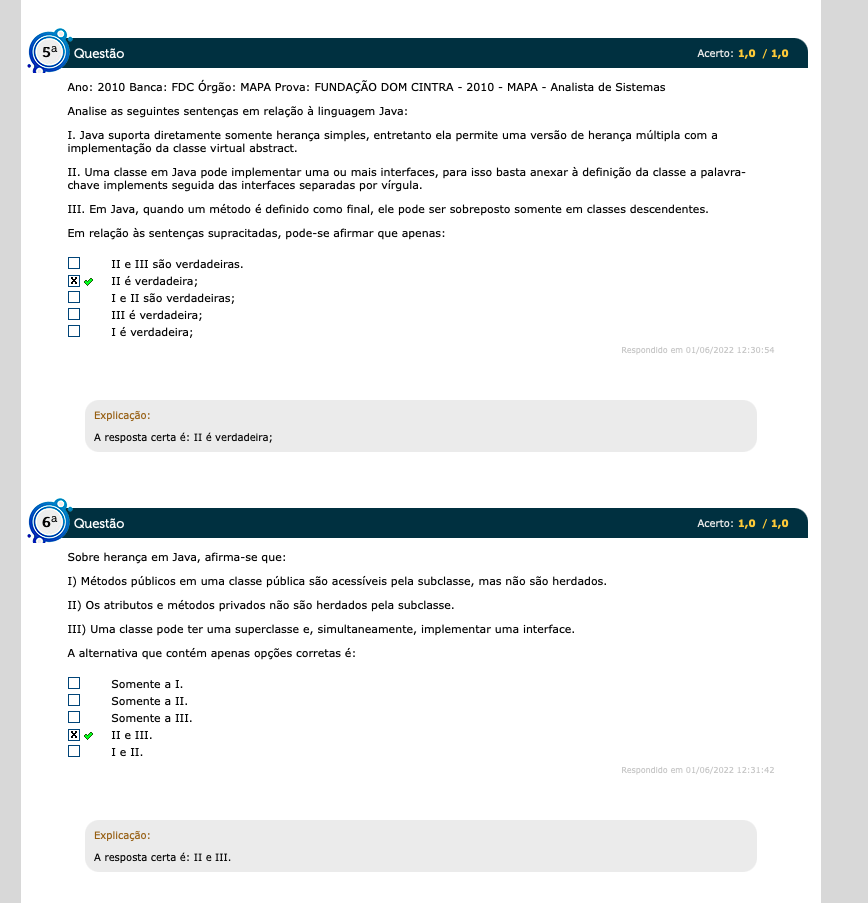 5ª Questão Acerto: 1,0 / 1,0
Ano: 2010 Banca: FDC Órgão: MAPA Prova: FUNDAÇÃO DOM CINTRA - 2010 - MAPA - Analista de Sistemas
Analise as seguintes sentenças em relação à linguagem Java:
I. Java suporta diretamente somente herança simples, entretanto ela permite uma versão de herança múltipla com a
implementação da classe virtual abstract.
II. Uma classe em Java pode implementar uma ou mais interfaces, para isso basta anexar à definição da classe a palavra-
chave implements seguida das interfaces separadas por vírgula.
III. Em Java, quando um método é definido como final, ele pode ser sobreposto somente em classes descendentes.
Em relação às sentenças supracitadas, pode-se afirmar que apenas:
II e III são verdadeiras.
X II é verdadeira;
I e II são verdadeiras;
III é verdadeira;
I é verdadeira;
Respondido em 01/06/2022 12:30:54
Explicação:
A resposta certa é: II é verdadeira;
6ª Questão Acerto: 1,0 / 1,0
Sobre herança em Java, afirma-se que:
I) Métodos públicos em uma classe pública são acessíveis pela subclasse, mas não são herdados.
II) Os atributos e métodos privados não são herdados pela subclasse.
III) Uma classe pode ter uma superclasse e, simultaneamente, implementar uma interface.
A alternativa que contém apenas opções corretas é:
Somente a I.
Somente a II.
Somente a III.
X II e III.
I e II.
Respondido em 01/06/2022 12:31:42
Explicação:
A resposta certa é: II e III.